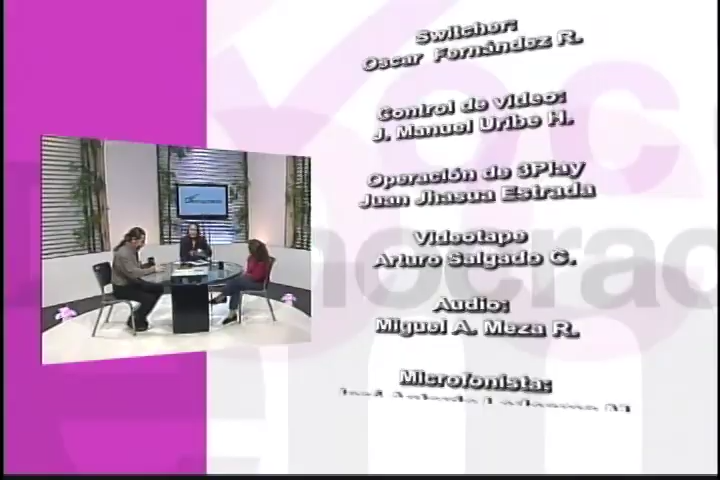 Switcher:
Oscar Fernández R.
Control de video:
J. Manuel Uribe H.
Operación de 3Play
Juan Jhasua Estrada
Videotape
Arturo Salgado C.
Audio:
Miguel A. Meza R.
Microfonista: